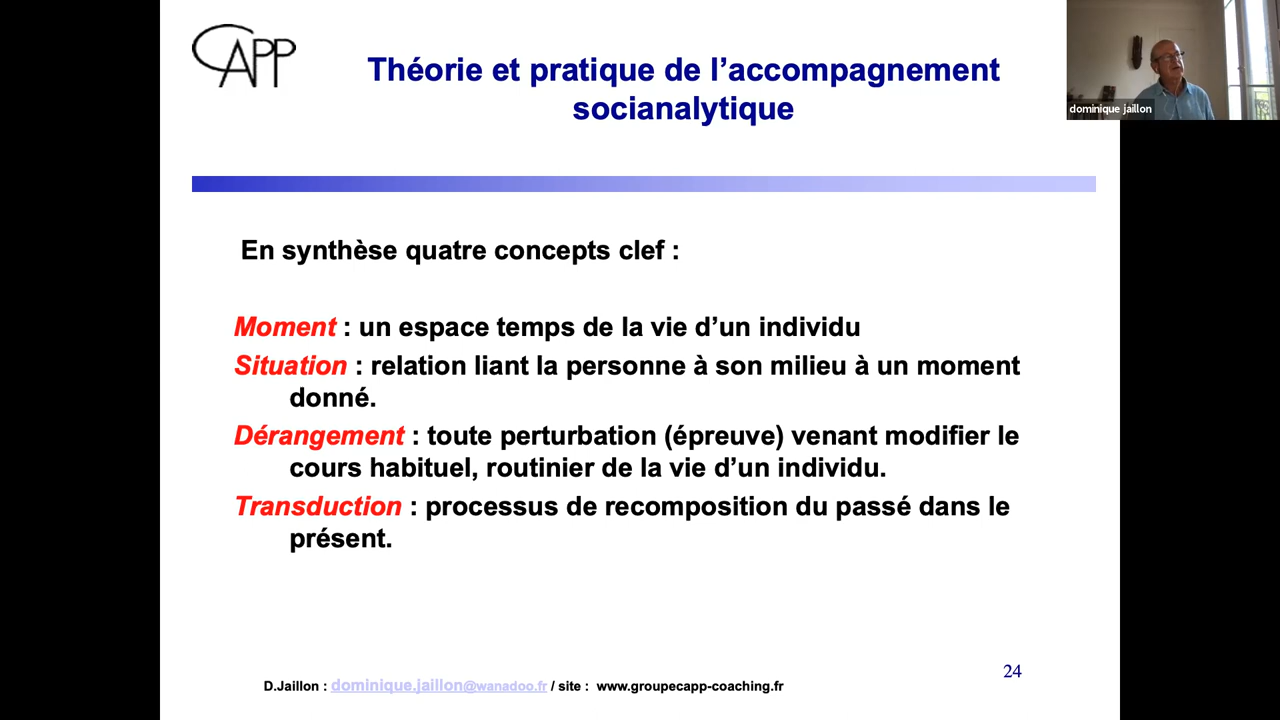 CAPP
Théorie et pratique de l’accompagnement
socianalytique
dominique jaillon
En synthèse quatre concepts clef :
Moment : un espace temps de la vie d’un individu
Situation : relation liant la personne à son milieu à un moment
donné.
Dérangement : toute perturbation (épreuve) venant modifier le
cours habituel, routinier de la vie d’un individu.
Transduction : processus de recomposition du passé dans le
présent.
24
D.Jaillon : dominique.jaillon@wanadoo.fr / site : www.groupecapp-coaching.fr